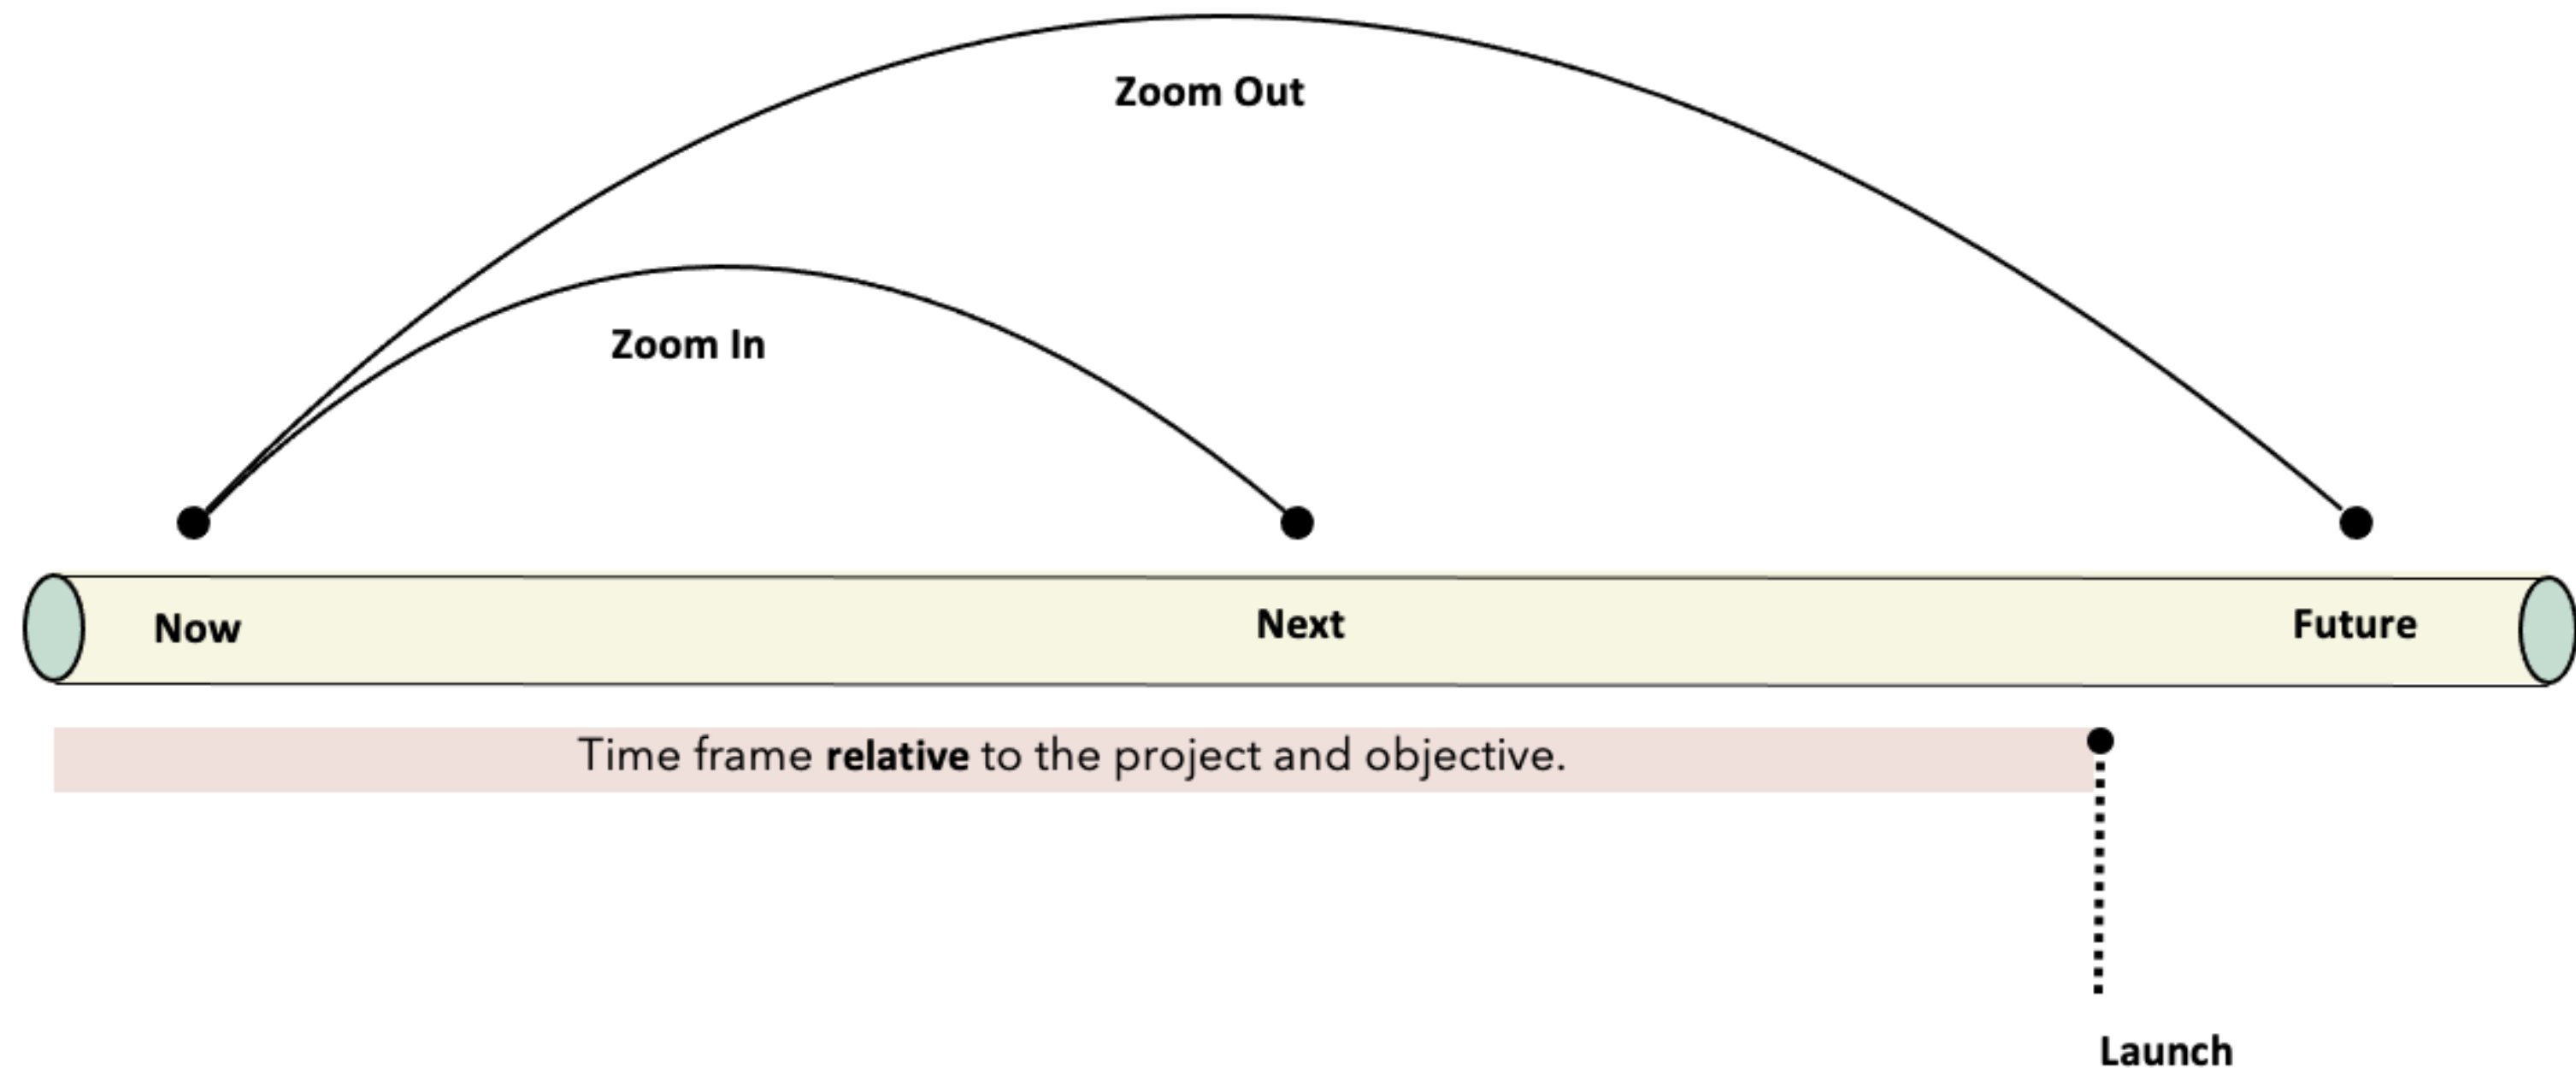 Zoom Out
Zoom In
Now
Next
Future
Time frame relative to the project and objective.
Launch